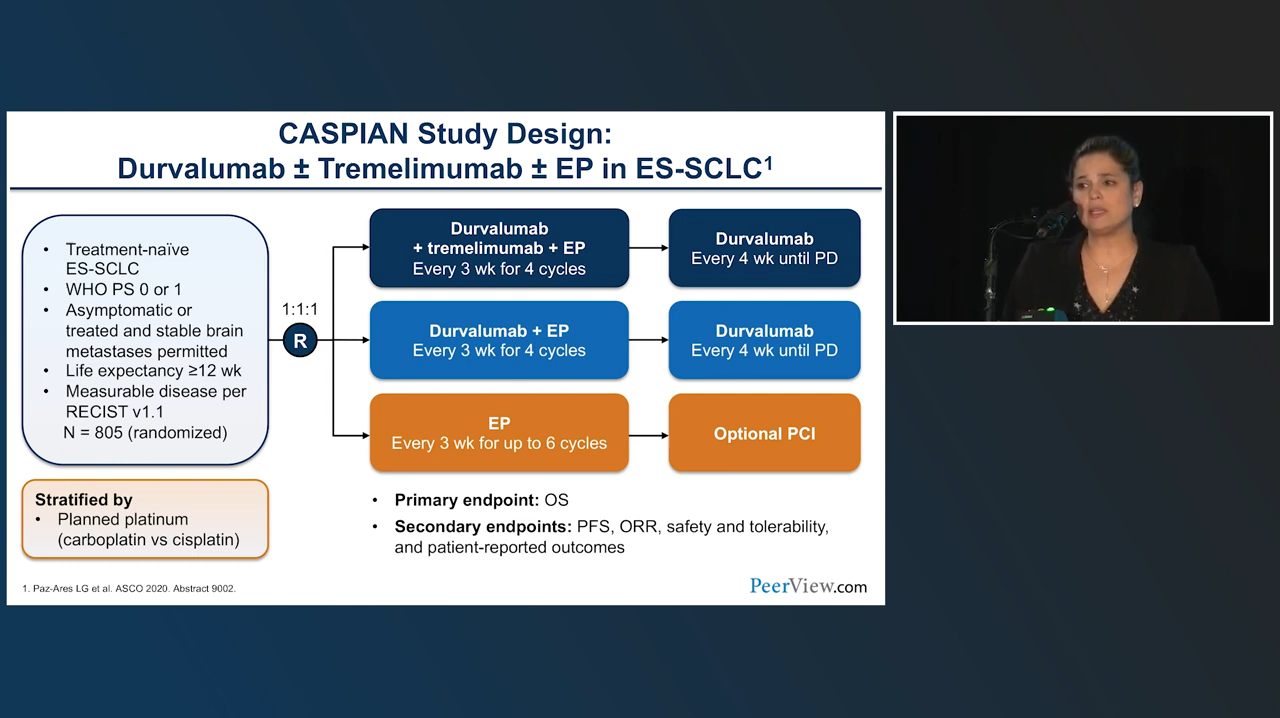 CASPIAN Study Design:
Durvalumab ± Tremelimumab ± EP in ES-SCLC¹
• Treatment-naïve
ES-SCLC
• WHO PS 0 or 1
• Asymptomatic or
treated and stable brain
metastases permitted
• Life expectancy ≥12 wk
• Measurable disease per
RECIST v1.1
N = 805 (randomized)
Stratified by
• Planned platinum
(carboplatin vs cisplatin)
1:1:1
R
Durvalumab
+ tremelimumab + EP
Every 3 wk for 4 cycles
Durvalumab
Every 4 wk until PD
Durvalumab + EP
Every 3 wk for 4 cycles
Durvalumab
Every 4 wk until PD
EP
Every 3 wk for up to 6 cycles
Optional PCI
• Primary endpoint: OS
• Secondary endpoints: PFS, ORR, safety and tolerability,
and patient-reported outcomes
1. Paz-Ares LG et al. ASCO 2020. Abstract 9002.
PeerView.com